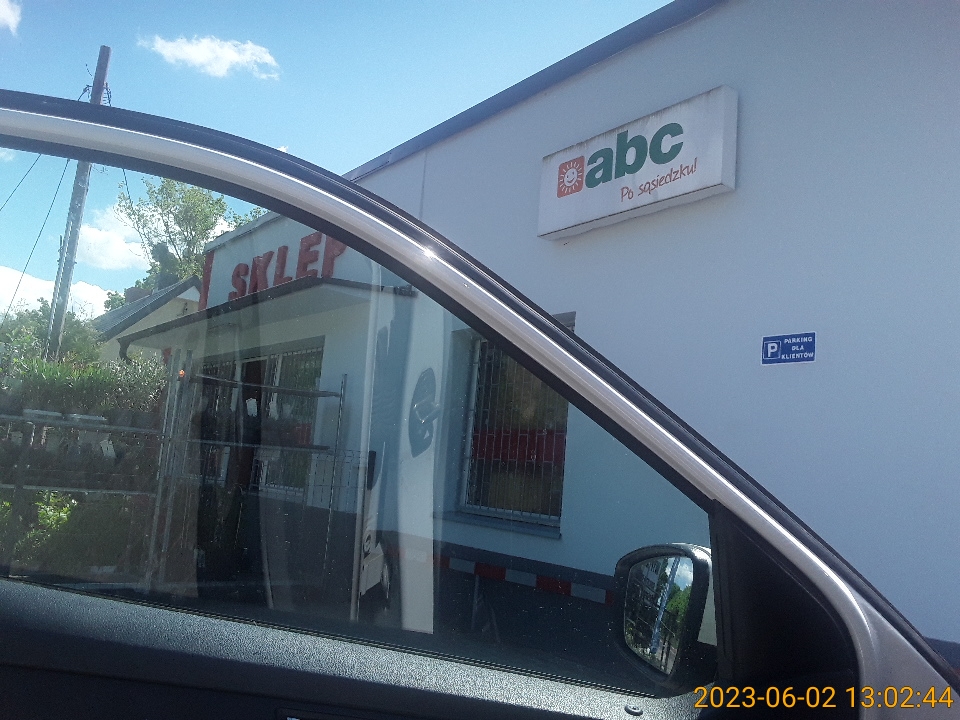 abc
Po sąsiedzku!
SKLEP
P
PARKING
DLA
KLIENTÓW
2023-06-02 13:02:44